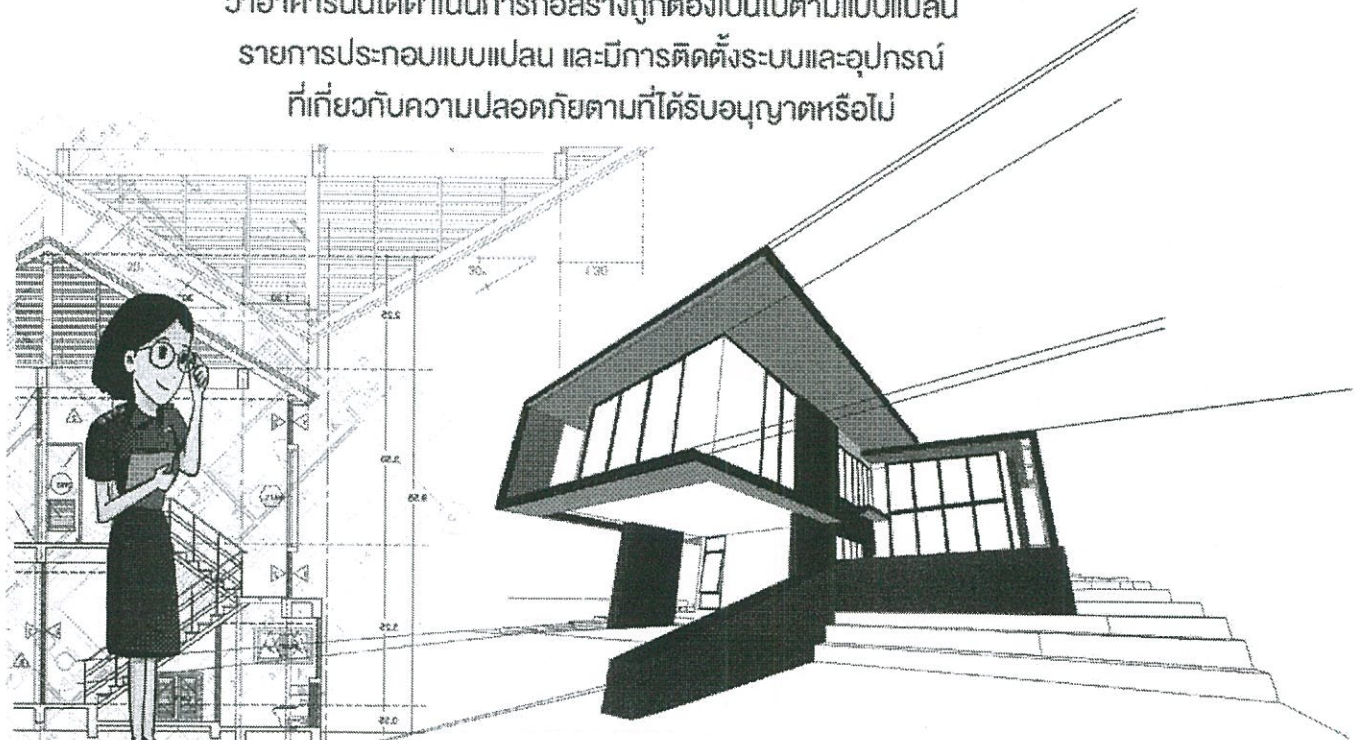 ว่าอาคารนั้นได้ดำเนินการก่อสร้างถูกต้องเป็นไปตามแบบแปลน
รายการประกอบแบบแปลน และมีการติดตั้งระบบและอุปกรณ์
ที่เกี่ยวกับความปลอดภัยตามที่ได้รับอนุญาตหรือไม่
2.25
3.25